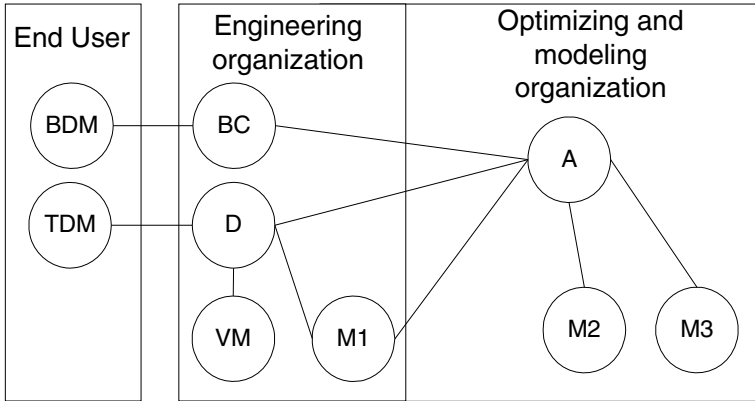 End User
Engineering
organization
Optimizing and
modeling
organization
BDM
BC
A
TDM
D
VM
M1
M2
M3